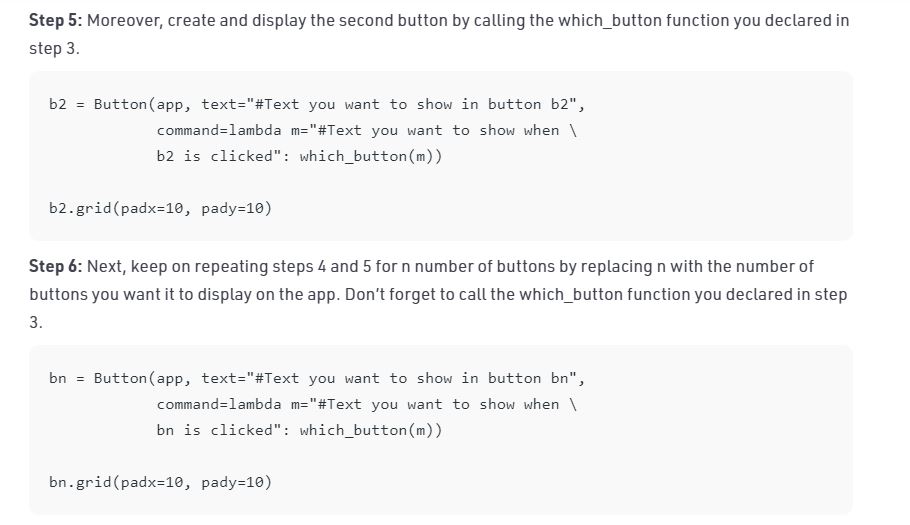 Step 5: Moreover, create and display the second button by calling the which_button function you declared in
step 3.
b2 = Button(app, text="#Text you want to show in button b2",
command=lambda m="#Text you want to show when \
b2 is clicked": which_button(m))
b2.grid(padx=10, pady=10)
Step 6: Next, keep on repeating steps 4 and 5 for n number of buttons by replacing n with the number of
buttons you want it to display on the app. Don’t forget to call the which_button function you declared in step
3.
bn = Button(app, text="#Text you want to show in button bn",
command=lambda m="#Text you want to show when \
bn is clicked": which_button(m))
bn.grid(padx=10, pady=10)